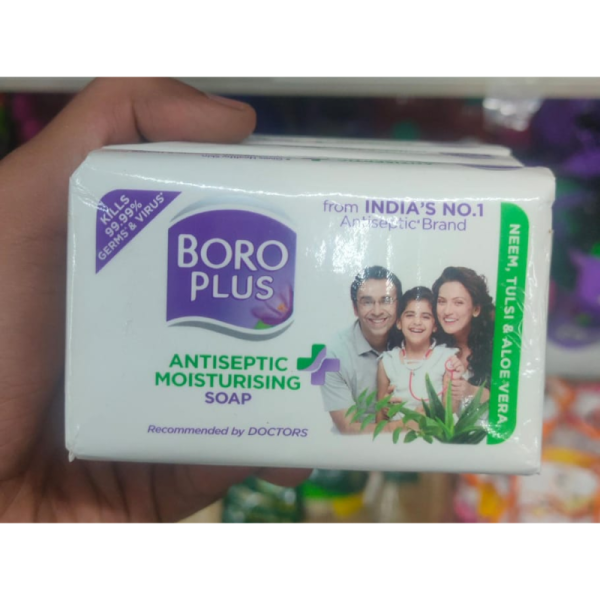 KILLS
99.99%
GERMS & VIRUS*
BORO
PLUS
from INDIA'S NO.1
Antiseptic* Brand
ANTISEPTIC
MOISTURISING
SOAP
Recommended by DOCTORS
NEEM, TULSI & ALOE VERA